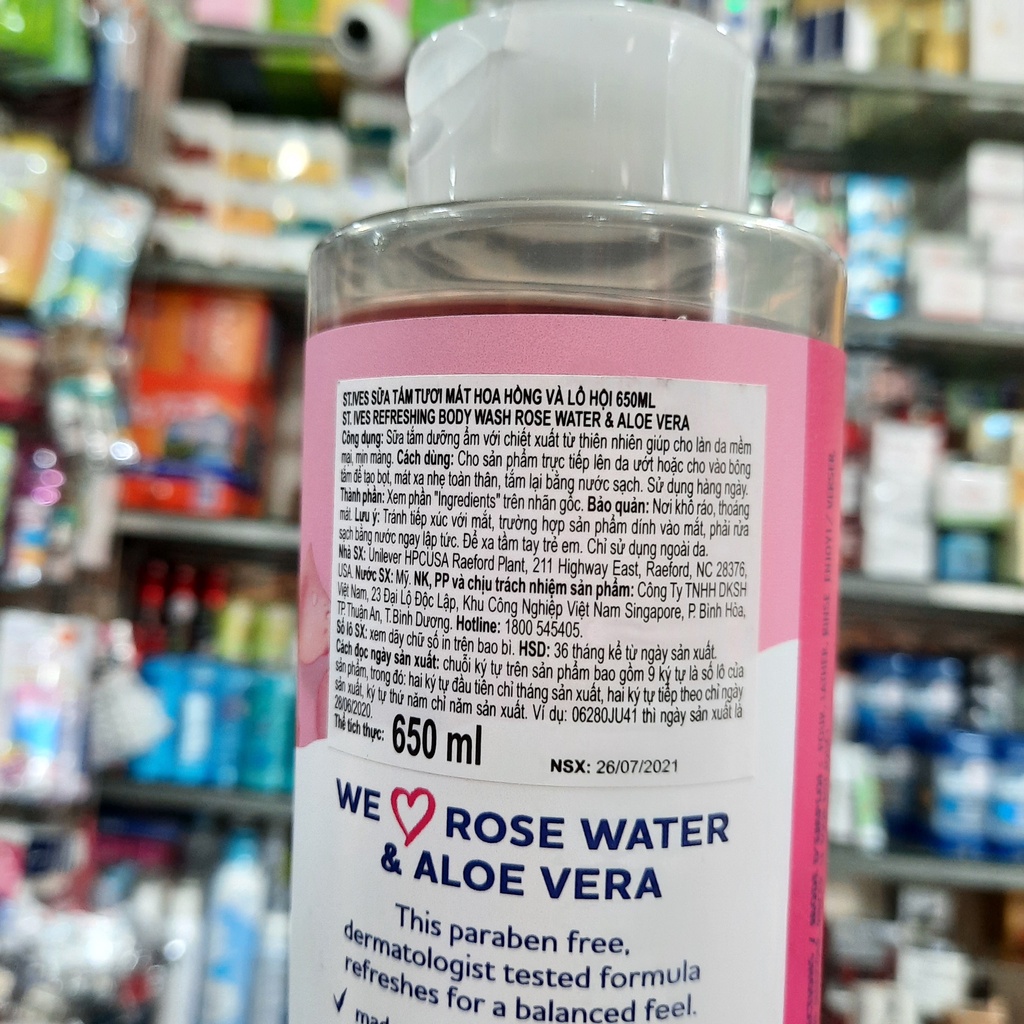 ST.IVES SỮA TẮM TƯƠI MÁT HOA HỒNG VÀ LÔ HỘI 650ML
ST. IVES REFRESHING BODY WASH ROSE WATER & ALOE VERA
Công dụng: Sữa tắm dưỡng ẩm với chiết xuất từ thiên nhiên giúp cho làn da mềm
mại, mịn màng. Cách dùng: Cho sản phẩm trực tiếp lên da ướt hoặc cho vào bông
tắm để tạo bọt, mát xa nhẹ toàn thân, tắm lại bằng nước sạch. Sử dụng hàng ngày.
Thành phần: Xem phần "Ingredients" trên nhãn gốc. Bảo quản: Nơi khô ráo, thoáng
mát. Lưu ý: Tránh tiếp xúc với mắt, trường hợp sản phẩm dính vào mắt, phải rửa
sạch bằng nước ngay lập tức. Để xa tầm tay trẻ em. Chỉ sử dụng ngoài da.
Nhà SX: Unilever HPCUSA Raeford Plant, 211 Highway East, Raeford, NC 28376,
USA. Nước SX: Mỹ. NK, PP và chịu trách nhiệm sản phẩm: Công Ty TNHH DKSH
Việt Nam, 23 Đại Lộ Độc Lập, Khu Công Nghiệp Việt Nam Singapore, P. Bình Hòa,
TP.Thuận An, T.Bình Dương. Hotline: 1800 545405.
Số lô SX: xem dãy chữ số in trên bao bì. HSD: 36 tháng kể từ ngày sản xuất.
Cách đọc ngày sản xuất: chuỗi ký tự trên sản phẩm bao gồm 9 ký tự là số lô của
sản phẩm, trong đó: hai ký tự đầu tiên chỉ tháng sản xuất, hai ký tự tiếp theo chỉ ngày
sản xuất, ký tự thứ năm chỉ năm sản xuất. Ví dụ: 06280JU41 thì ngày sản xuất là
28/06/2020.
Thể tích thực: 650 ml
NSX: 26/07/2021
WE ROSE WATER
& ALOE VERA
This paraben free,
dermatologist tested formula
refreshes for a balanced feel.